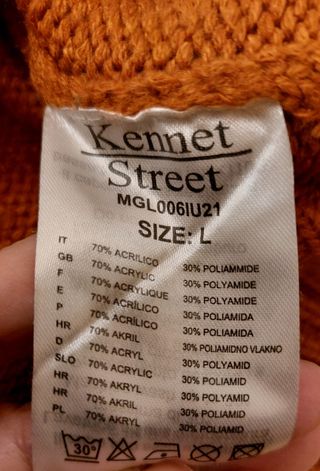 Kennet
Street
MGL006IU21
SIZE: L
IT 70% ACRILICO 30% POLIAMMIDE
GB 70% ACRYLIC 30% POLYAMIDE
F 70% ACRYLIQUE 30% POLYAMIDE
E 70% ACRÍLICO 30% POLIAMIDA
P 70% ACRÍLICO 30% POLIAMIDA
HR 70% AKRIL 30% POLIAMIDNO VLAKNO
D 70% ACRYL 30% POLYAMID
SLO 70% ACRYLIC 30% POLIAMID
HR 70% AKRYL 30% POLIAMID
HR 70% AKRYL 30% POLIAMID
PL 70% AKRYL 30% POLIAMID
30°